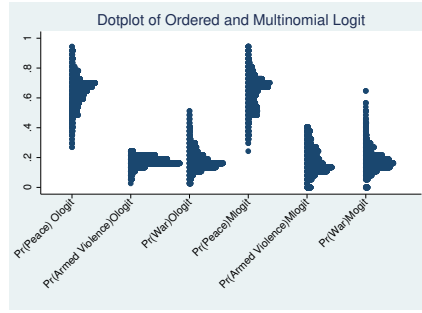 Dotplot of Ordered and Multinomial Logit
1
.8
.6
.4
.2
0
Pr(Peace) Ologit
Pr(Armed Violence)Ologit
Pr(War)Ologit
Pr(Peace)Mlogit
Pr(Armed Violence)Mlogit
Pr(War)Mogit